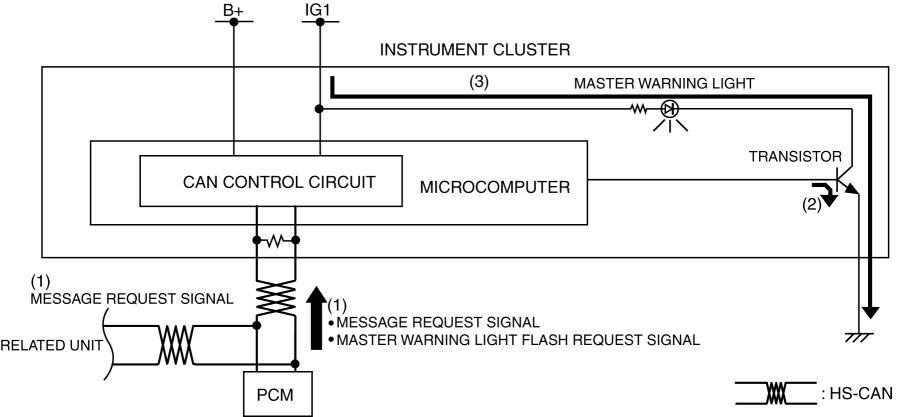 B+
IG1
INSTRUMENT CLUSTER
(3)
MASTER WARNING LIGHT
TRANSISTOR
CAN CONTROL CIRCUIT
MICROCOMPUTER
(2)
(1)
MESSAGE REQUEST SIGNAL
(1)
•MESSAGE REQUEST SIGNAL
•MASTER WARNING LIGHT FLASH REQUEST SIGNAL
RELATED UNIT
PCM
: HS-CAN